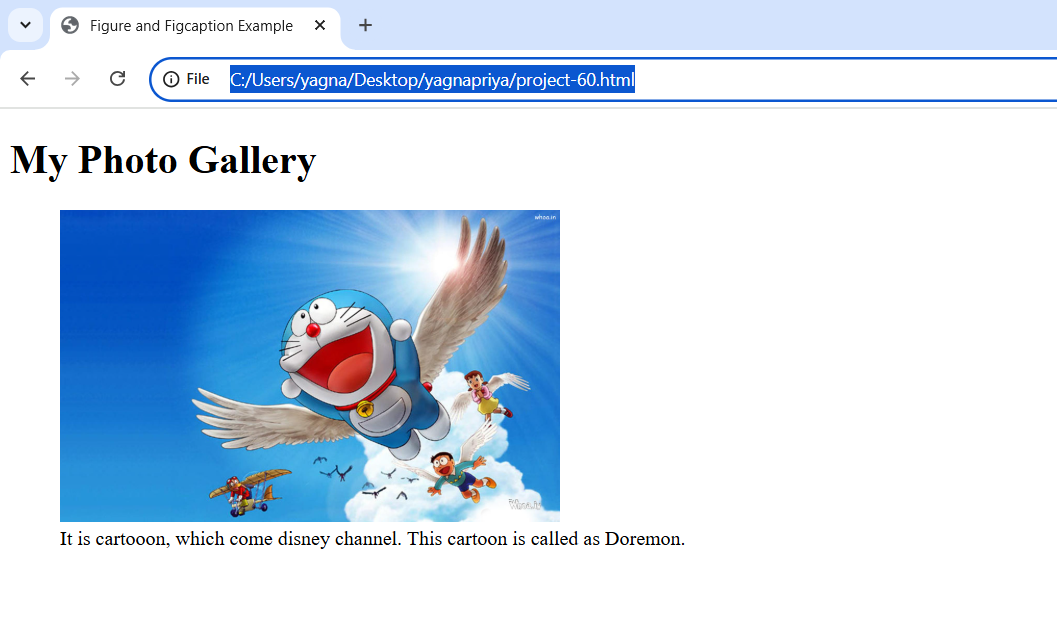 Figure and Figcaption Example
File C:/Users/yagna/Desktop/yagnapriya/project-60.html
My Photo Gallery
whoa.in
It is cartooon, which come disney channel. This cartoon is called as Doremon.